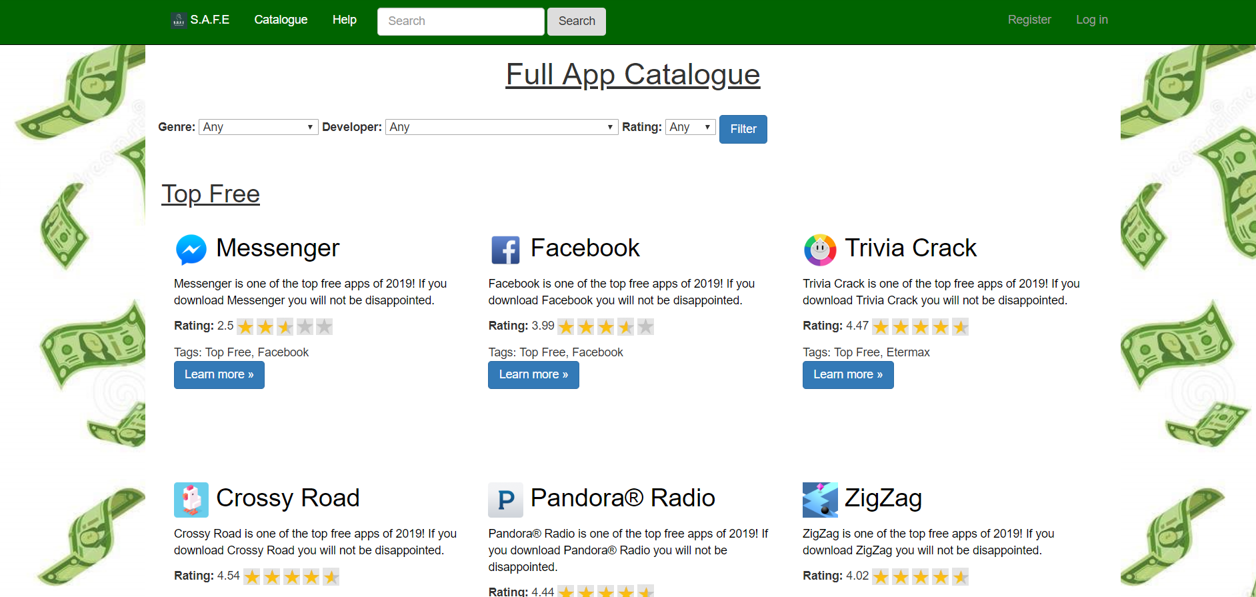 S.A.F.E Catalogue Help Search Search Register Log in
Full App Catalogue
Genre: Any Developer: Any Rating: Any Filter
Top Free
Messenger
Messenger is one of the top free apps of 2019! If you
download Messenger you will not be disappointed.
Rating: 2.5
Tags: Top Free, Facebook
Learn more »
Facebook
Facebook is one of the top free apps of 2019! If you
download Facebook you will not be disappointed.
Rating: 3.99
Tags: Top Free, Facebook
Learn more »
Trivia Crack
Trivia Crack is one of the top free apps of 2019! If you
download Trivia Crack you will not be disappointed.
Rating: 4.47
Tags: Top Free, Etermax
Learn more »
Crossy Road
Crossy Road is one of the top free apps of 2019! If you
download Crossy Road you will not be disappointed.
Rating: 4.54
Pandora® Radio
Pandora® Radio is one of the top free apps of 2019! If
you download Pandora® Radio you will not be
disappointed.
Rating: 4.44
ZigZag
ZigZag is one of the top free apps of 2019! If you
download ZigZag you will not be disappointed.
Rating: 4.02